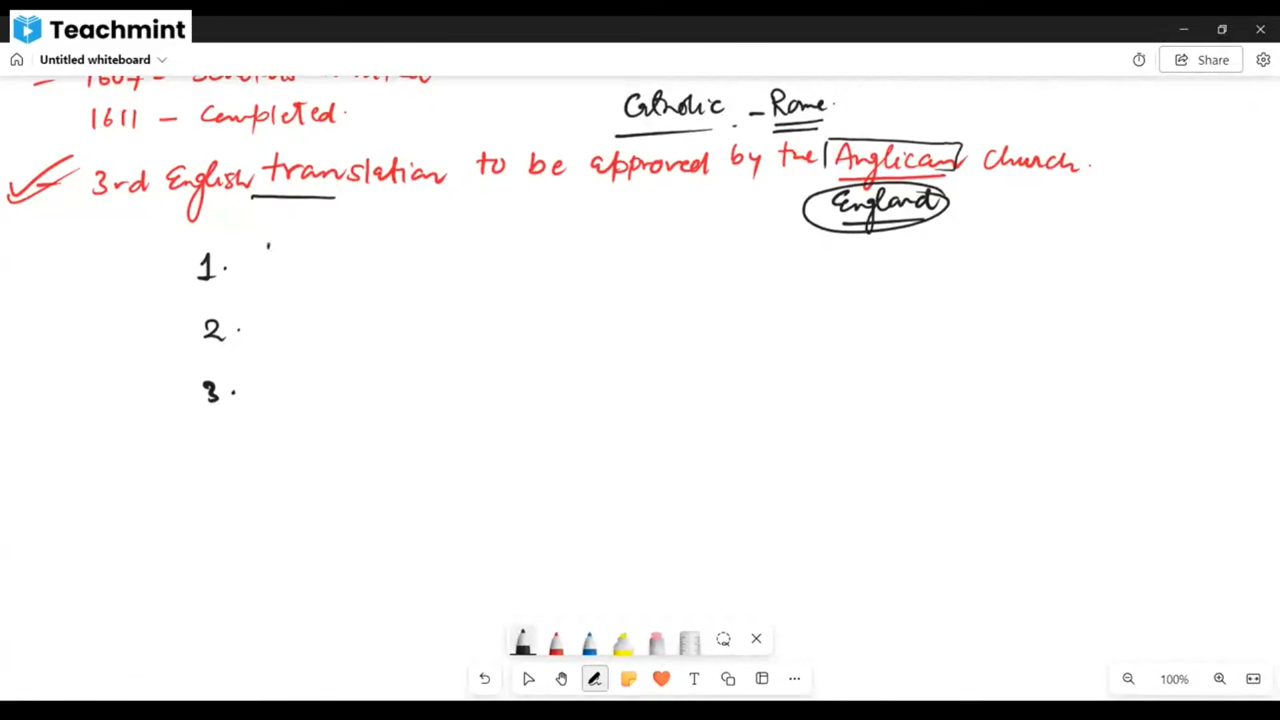 Teachmint
Untitled whiteboard
Share
1604 -
1611 - Completed.
Catholic - Rome.
3rd English translation to be approved by the Anglican church.
England
1.
2.
3.
T
100%